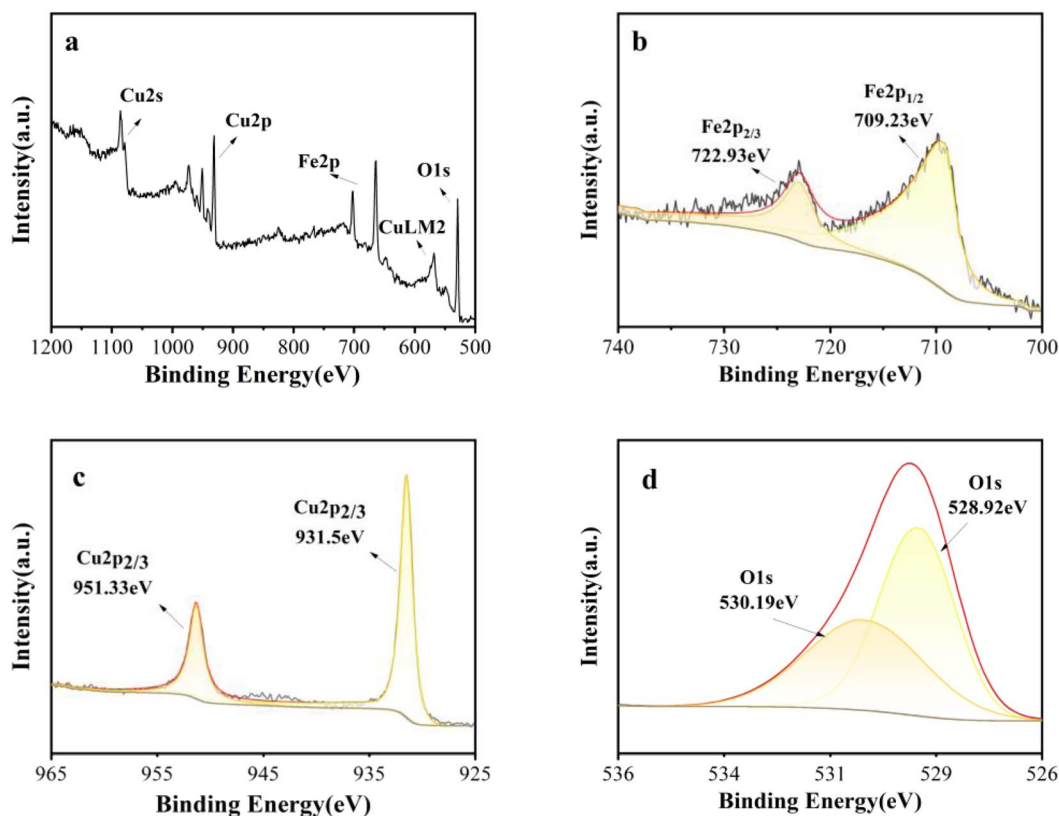 a
Cu2s
Cu2p
Fe2p
O1s
CuLM2
Intensity(a.u.)
1200 1100 1000 900 800 700 600 500
Binding Energy(eV)
b
Fe2p1/2
709.23eV
Fe2p2/3
722.93eV
Intensity(a.u.)
740 730 720 710 700
Binding Energy(eV)
c
Cu2p2/3
931.5eV
Cu2p2/3
951.33eV
Intensity(a.u.)
965 955 945 935 925
Binding Energy(eV)
d
O1s
528.92eV
O1s
530.19eV
Intensity(a.u.)
536 534 531 529 526
Binding Energy(eV)